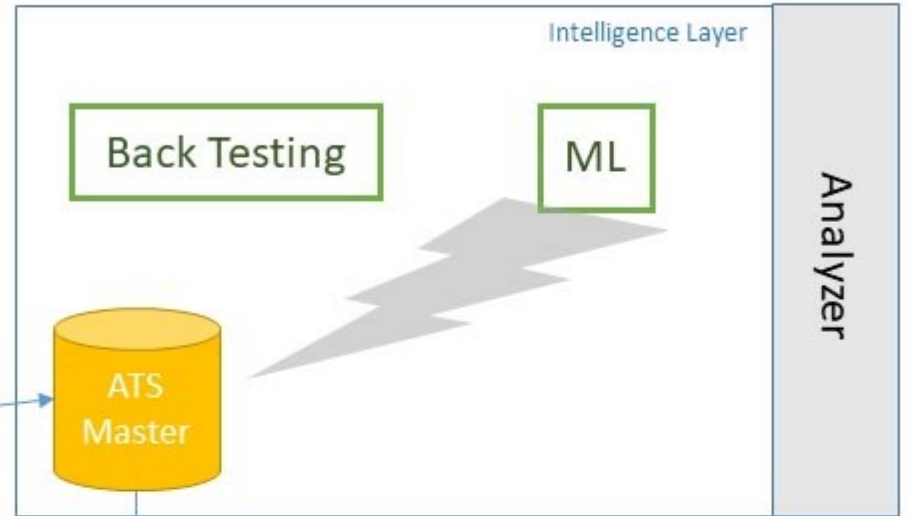 Intelligence Layer
Back Testing
ML
Analyzer
ATS
Master